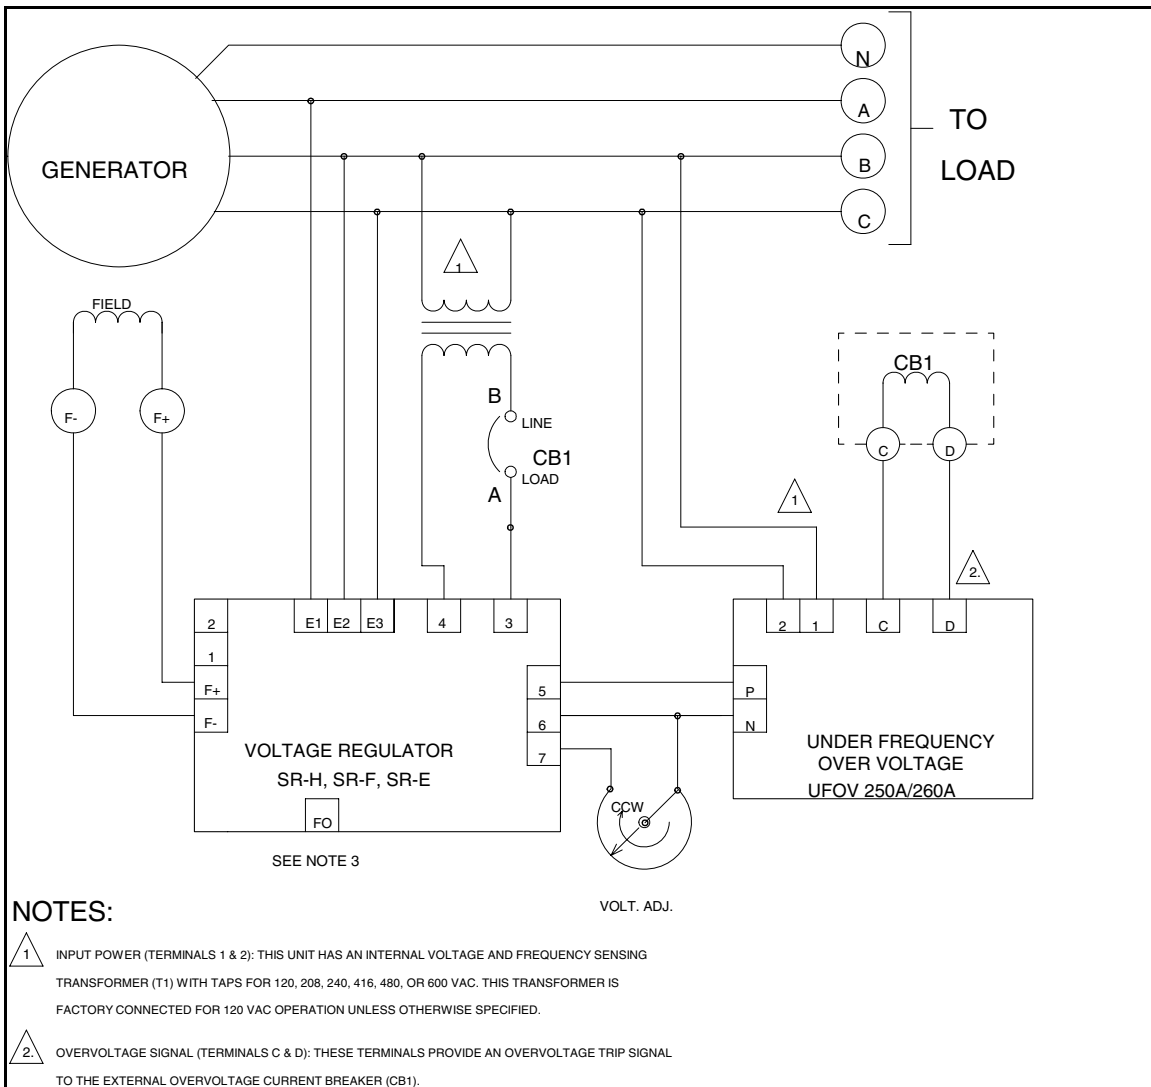 N
A
TO
GENERATOR
B
LOAD
C
1
FIELD
CB1
B
LINE
F-
F+
CB1
C
D
LOAD
A
1
2.
2
E1 E2 E3
4
3
2
1
C
D
1
F+
5
P
F-
6
N
7
VOLTAGE REGULATOR
SR-H, SR-F, SR-E
UNDER FREQUENCY
OVER VOLTAGE
UFOV 250A/260A
CCW
FO
SEE NOTE 3
VOLT. ADJ.
NOTES:
1 INPUT POWER (TERMINALS 1 & 2): THIS UNIT HAS AN INTERNAL VOLTAGE AND FREQUENCY SENSING
TRANSFORMER (T1) WITH TAPS FOR 120, 208, 240, 416, 480, OR 600 VAC. THIS TRANSFORMER IS
FACTORY CONNECTED FOR 120 VAC OPERATION UNLESS OTHERWISE SPECIFIED.
2. OVERVOLTAGE SIGNAL (TERMINALS C & D): THESE TERMINALS PROVIDE AN OVERVOLTAGE TRIP SIGNAL
TO THE EXTERNAL OVERVOLTAGE CURRENT BREAKER (CB1).